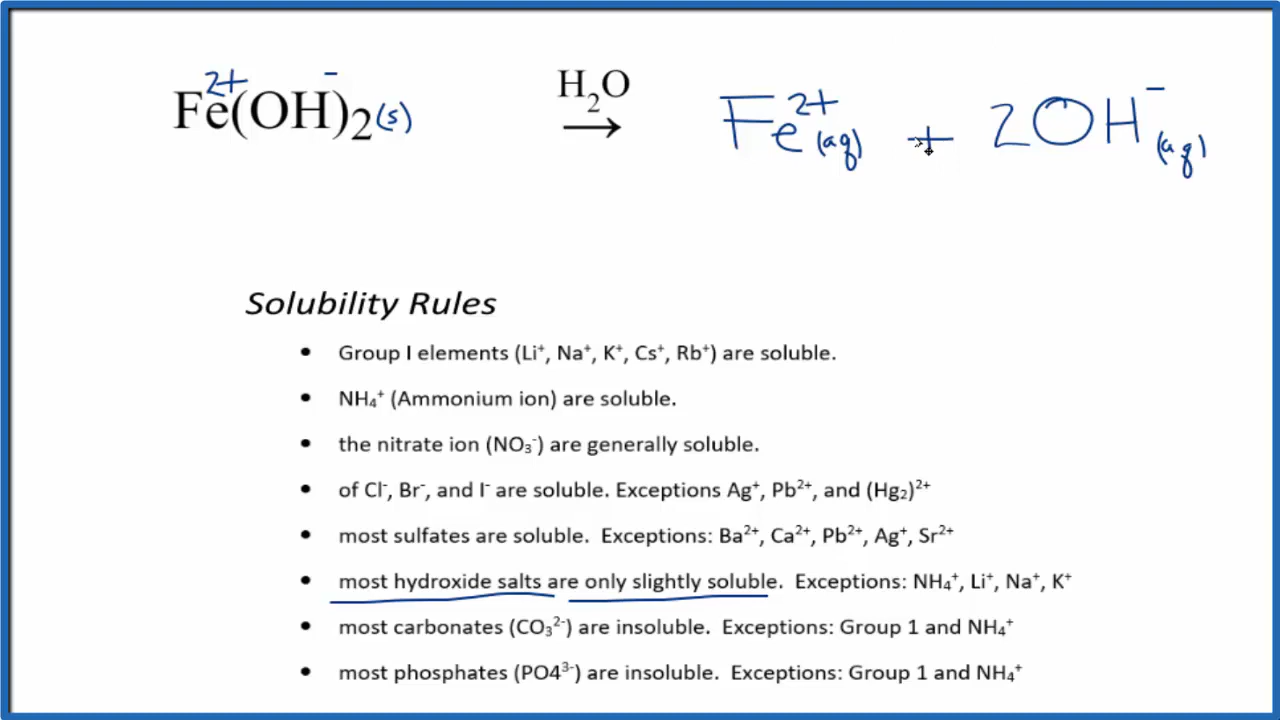 Fe²⁺(OH⁻)₂(s) H₂O → Fe²⁺(aq) + 2OH⁻(aq)
Solubility Rules
• Group I elements (Li⁺, Na⁺, K⁺, Cs⁺, Rb⁺) are soluble.
• NH₄⁺ (Ammonium ion) are soluble.
• the nitrate ion (NO₃⁻) are generally soluble.
• of Cl⁻, Br⁻, and I⁻ are soluble. Exceptions Ag⁺, Pb²⁺, and (Hg₂)²⁺
• most sulfates are soluble. Exceptions: Ba²⁺, Ca²⁺, Pb²⁺, Ag⁺, Sr²⁺
• most hydroxide salts are only slightly soluble. Exceptions: NH₄⁺, Li⁺, Na⁺, K⁺
• most carbonates (CO₃²⁻) are insoluble. Exceptions: Group 1 and NH₄⁺
• most phosphates (PO4³⁻) are insoluble. Exceptions: Group 1 and NH₄⁺